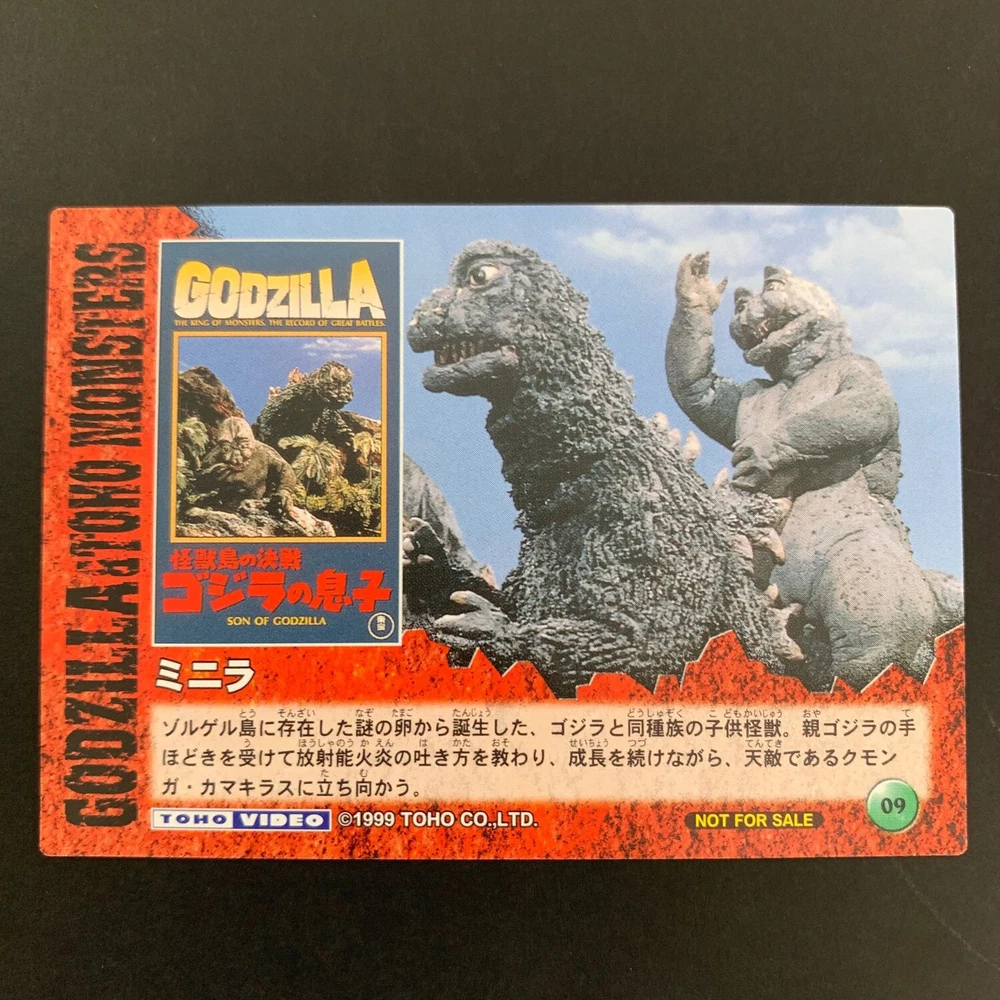 GODZILLA & TOHO MONSTERS
GODZILLA
THE KING OF MONSTERS, THE RECORD OF GREAT BATTLES.
怪獣島の決戦
ゴジラの息子
SON OF GODZILLA
東宝
ミニラ
ゾルゲル島に存在した謎の卵から誕生した、ゴジラと同種族の子供怪獣。親ゴジラの手
ほどきを受けて放射能火炎の吐き方を教わり、成長を続けながら、天敵であるクモン
ガ・カマキラスに立ち向かう。
TOHO VIDEO ©1999 TOHO CO.,LTD.
NOT FOR SALE
09